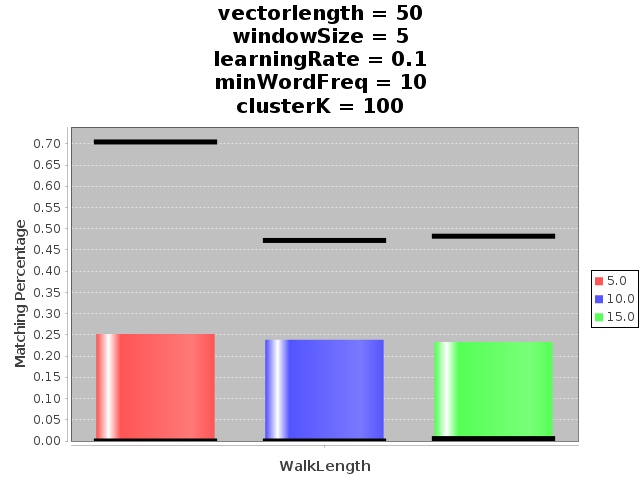 vectorlength = 50
windowSize = 5
learningRate = 0.1
minWordFreq = 10
clusterK = 100
Matching Percentage
0.70
0.65
0.60
0.55
0.50
0.45
0.40
0.35
0.30
0.25
0.20
0.15
0.10
0.05
0.00
WalkLength
5.0
10.0
15.0